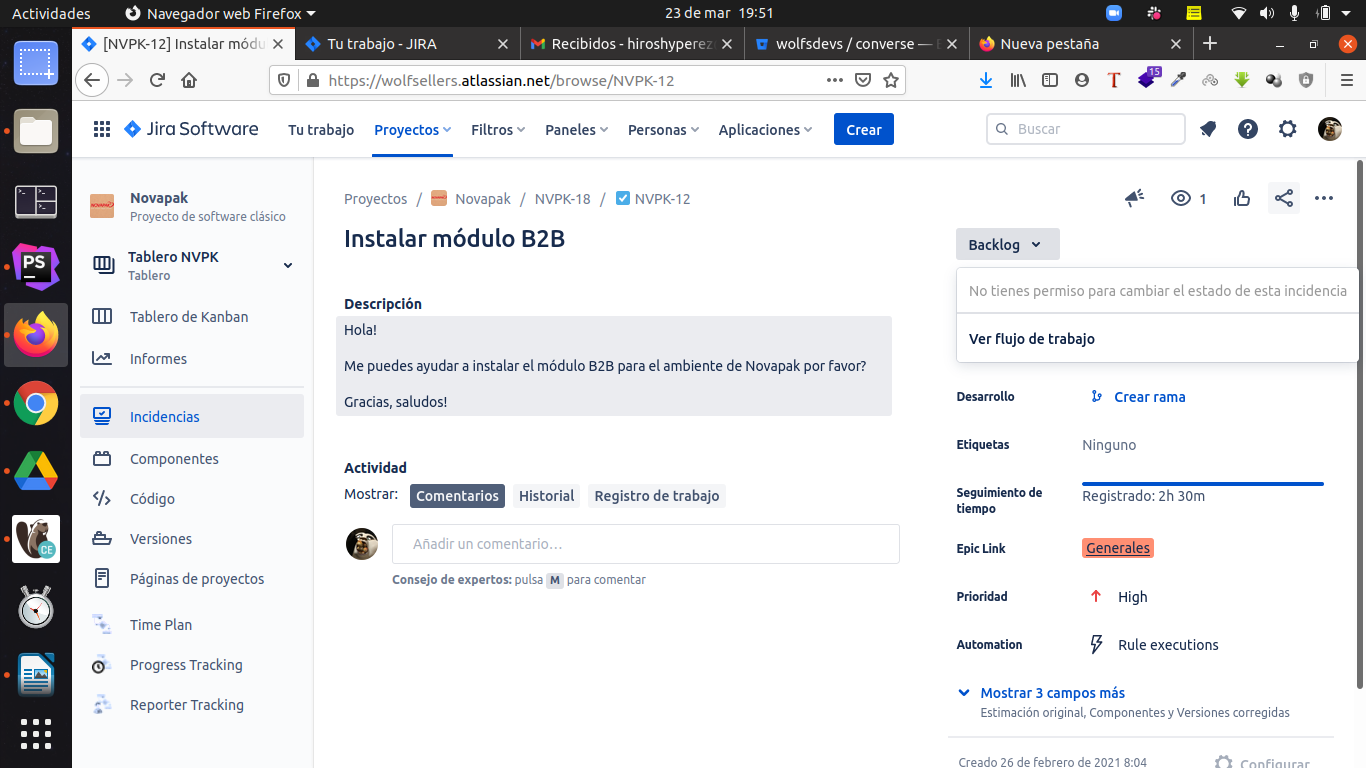 Actividades
Navegador web Firefox
23 de mar 19:51
[NVPK-12] Instalar módu
Tu trabajo - JIRA
Recibidos - hiroshyperez
wolfsdevs / converse —
Nueva pestaña
https://wolfsellers.atlassian.net/browse/NVPK-12
15
Jira Software
Tu trabajo
Proyectos
Filtros
Paneles
Personas
Aplicaciones
Crear
Buscar
Novapak
Proyecto de software clásico
Tablero NVPK
Tablero
Tablero de Kanban
Informes
Incidencias
Componentes
Código
Versiones
Páginas de proyectos
Time Plan
Progress Tracking
Reporter Tracking
Proyectos / Novapak / NVPK-18 / NVPK-12
1
Instalar módulo B2B
Descripción
Hola!
Me puedes ayudar a instalar el módulo B2B para el ambiente de Novapak por favor?
Gracias, saludos!
Actividad
Mostrar: Comentarios Historial Registro de trabajo
Añadir un comentario…
Consejo de expertos: pulsa M para comentar
Backlog
No tienes permiso para cambiar el estado de esta incidencia
Ver flujo de trabajo
Desarrollo Crear rama
Etiquetas Ninguno
Seguimiento de tiempo
Registrado: 2h 30m
Epic Link Generales
Prioridad High
Automation Rule executions
Mostrar 3 campos más
Estimación original, Componentes y Versiones corregidas
Creado 26 de febrero de 2021 8:04
Configurar
PS
CE